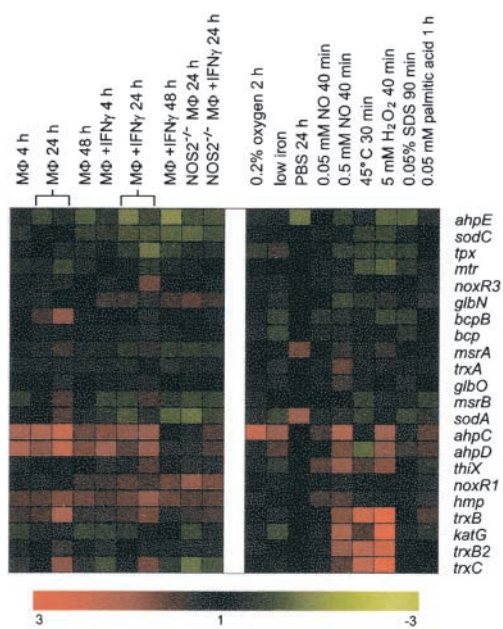 MΦ 4 h
MΦ 24 h
MΦ 48 h
MΦ +IFNγ 4 h
MΦ +IFNγ 24 h
MΦ +IFNγ 48 h
NOS2-/- MΦ 24 h
NOS2-/- MΦ +IFNγ 24 h
0.2% oxygen 2 h
low iron
PBS 24 h
0.05 mM NO 40 min
0.5 mM NO 40 min
45°C 30 min
5 mM H₂O₂ 40 min
0.05% SDS 90 min
0.05 mM palmitic acid 1 h
ahpE
sodC
tpx
mtr
noxR3
glbN
bcpB
bcp
msrA
trxA
glbO
msrB
sodA
ahpC
ahpD
thiX
noxR1
hmp
trxB
katG
trxB2
trxC
3 1 -3